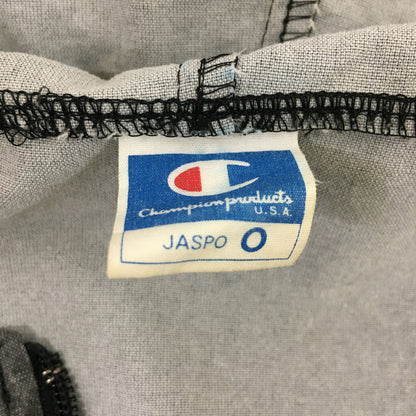 Champion products
U.S.A.
JASPO O